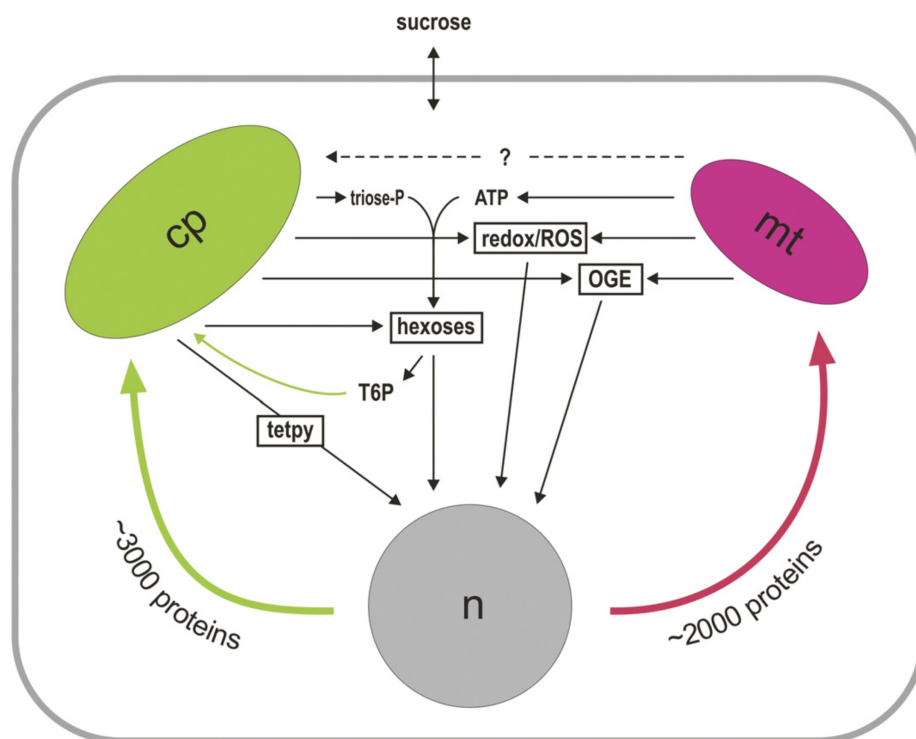 sucrose
?
triose-P
ATP
cp
mt
redox/ROS
OGE
hexoses
T6P
tetpy
n
~3000 proteins
~2000 proteins